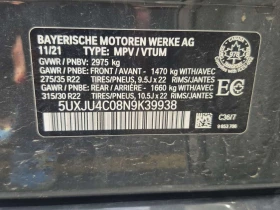 BAYERISCHE MOTOREN WERKE AG
11/21 TYPE: MPV / VTUM
GVWR / PNBV: 2975 kg
GAWR / PNBE: FRONT / AVANT - 1470 kg WITH/AVEC
275/35 R22 TIRES/PNEUS, 9.5J x 22 RIMS/JANTES
GAWR / PNBE: REAR / ARRIÈRE - 1660 kg WITH/AVEC
315/30 R22 TIRES/PNEUS, 10.5J x 22 RIMS/JANTES
975
EC
5UXJU4C08N9K39938
C36/T